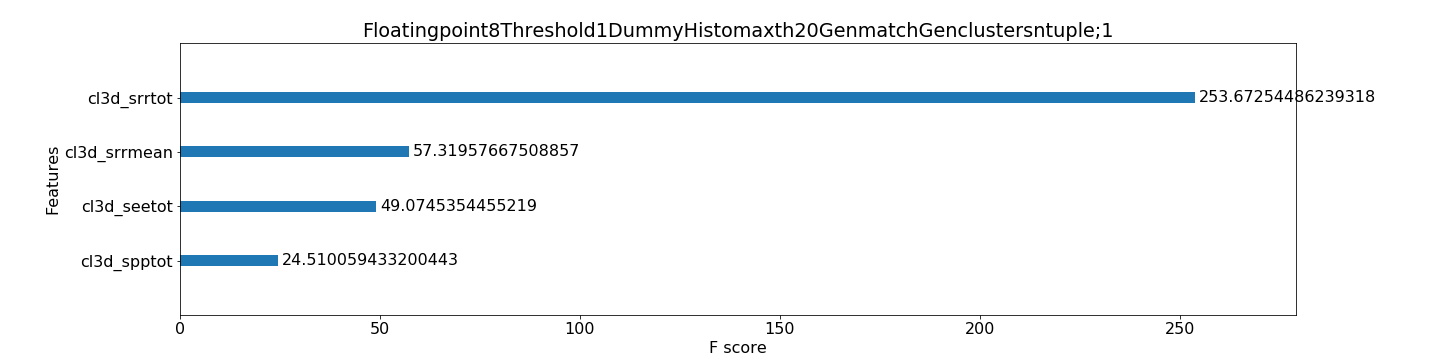 Floatingpoint8Threshold1DummyHistomaxth20GenmatchGenclustersntuple;1
cl3d_srrtot
253.67254486239318
cl3d_srrmean
57.31957667508857
cl3d_seetot
49.0745354455219
cl3d_spptot
24.510059433200443
Features
0 50 100 150 200 250
F score